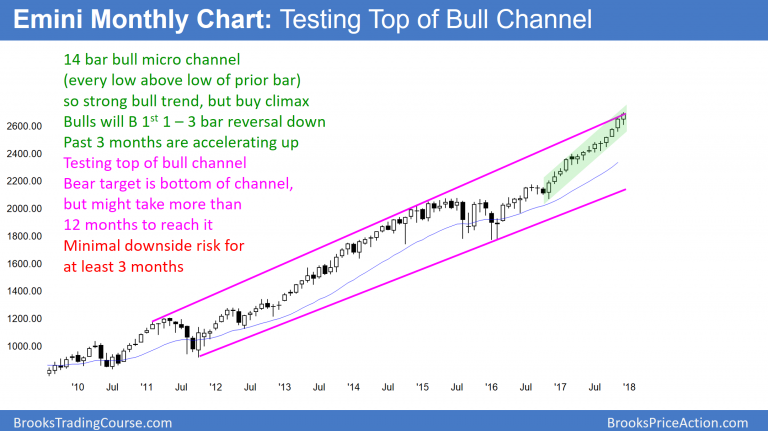 Emini Monthly Chart: Testing Top of Bull Channel
14 bar bull micro channel
(every low above low of prior bar)
so strong bull trend, but buy climax
Bulls will B 1st 1 – 3 bar reversal down
Past 3 months are accelerating up
Testing top of bull channel
Bear target is bottom of channel,
but might take more than
12 months to reach it
Minimal downside risk for
at least 3 months
2600.00
2400.00
2200.00
2000.00
1800.00
1600.00
1400.00
1200.00
1000.00
'10 Jul '11 Jul '12 Jul '13 Jul '14 Jul '15 Jul '16 Jul '17 Jul '18
BrooksTradingCourse.com BrooksPriceAction.com